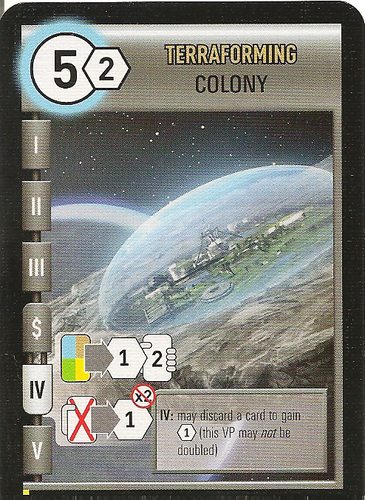 5 2
TERRAFORMING
COLONY
I
II
III
$
IV
1 2
x2
1
IV: may discard a card to gain
1 (this VP may not be
doubled)
V